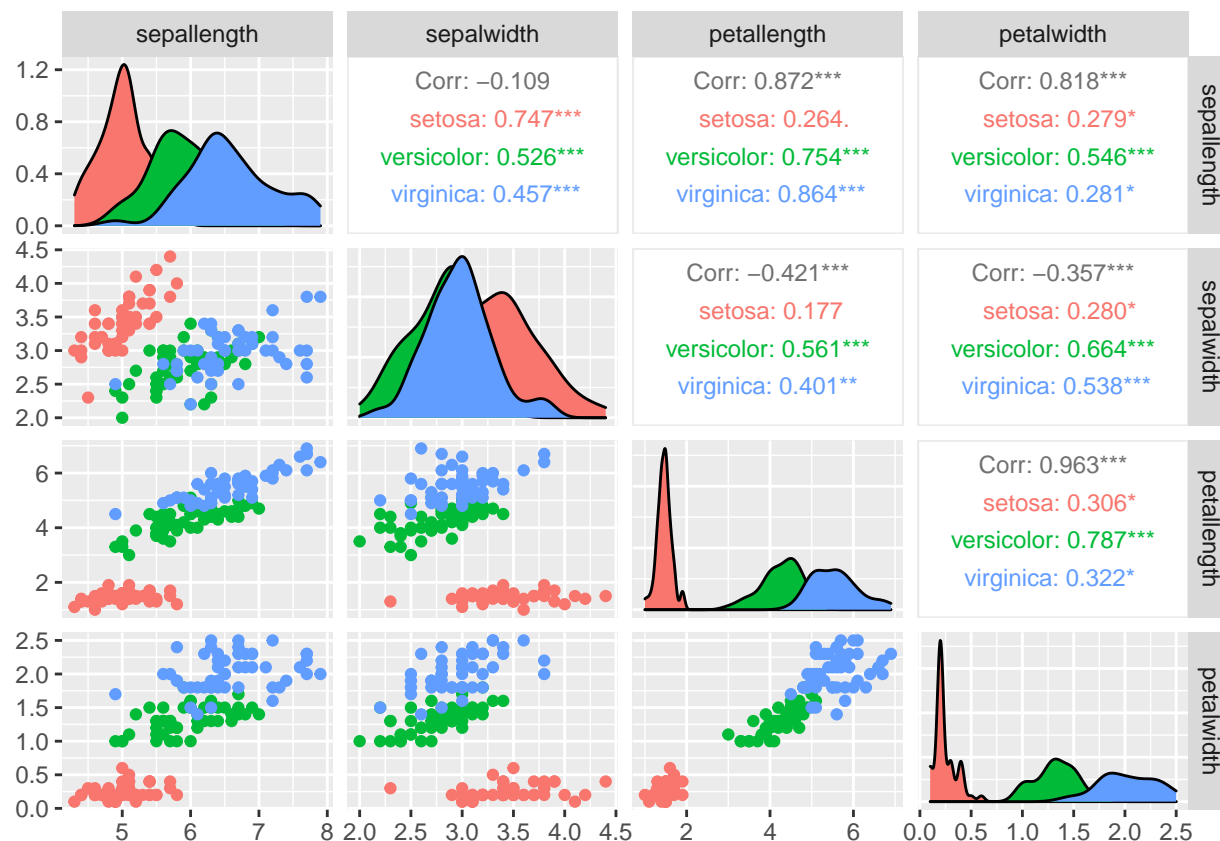 sepallength sepalwidth petallength petalwidth
1.2
0.8
0.4
0.0
Corr: −0.109
setosa: 0.747***
versicolor: 0.526***
virginica: 0.457***
Corr: 0.872***
setosa: 0.264.
versicolor: 0.754***
virginica: 0.864***
Corr: 0.818***
setosa: 0.279*
versicolor: 0.546***
virginica: 0.281*
sepallength
4.5
4.0
3.5
3.0
2.5
2.0
Corr: −0.421***
setosa: 0.177
versicolor: 0.561***
virginica: 0.401**
Corr: −0.357***
setosa: 0.280*
versicolor: 0.664***
virginica: 0.538***
sepalwidth
6
4
2
Corr: 0.963***
setosa: 0.306*
versicolor: 0.787***
virginica: 0.322*
petallength
2.5
2.0
1.5
1.0
0.5
0.0
petalwidth
5 6 7 8 2.0 2.5 3.0 3.5 4.0 4.5 2 4 6 0.0 0.5 1.0 1.5 2.0 2.5